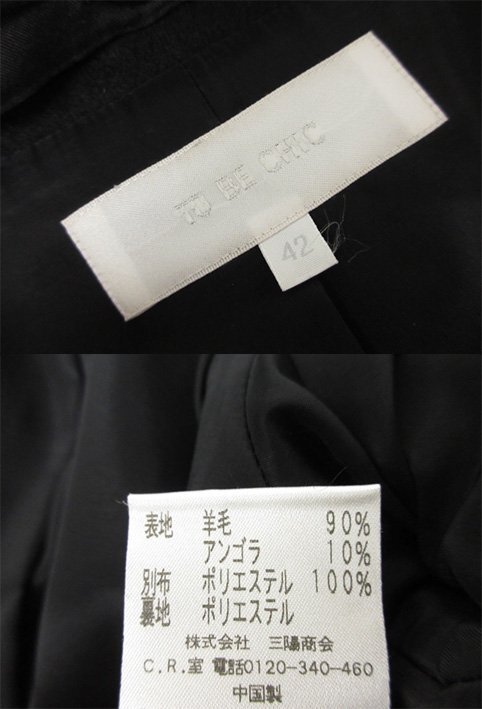 TO BE CHIC
42
表地 羊毛 90%
アンゴラ 10%
別布 ポリエステル 100%
裏地 ポリエステル
株式会社 三陽商会
C.R.室 電話0120-340-460
中国製